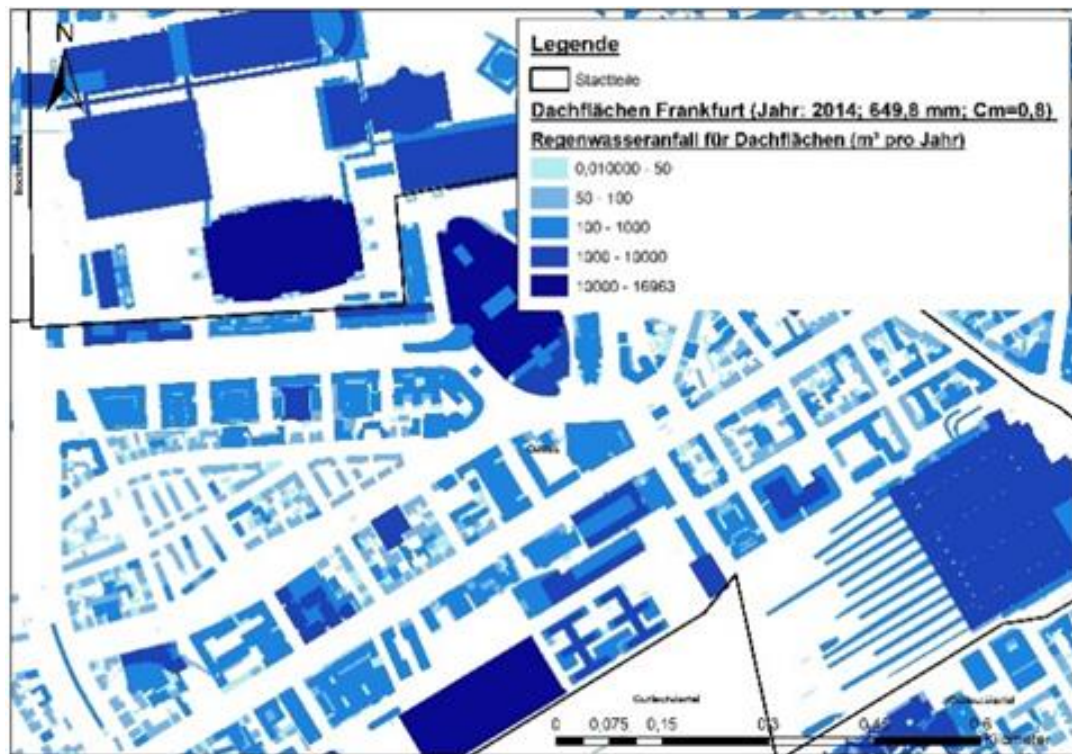 N
Legende
Stadtteile
Dachflächen Frankfurt (Jahr: 2014; 649,8 mm; Cm=0,8)
Regenwasseranfall für Dachflächen (m³ pro Jahr)
0,010000 - 50
50 - 100
100 - 1000
1000 - 10000
10000 - 16963
0 0,075 0,15 0,3 0,45 0,6
Kilometer